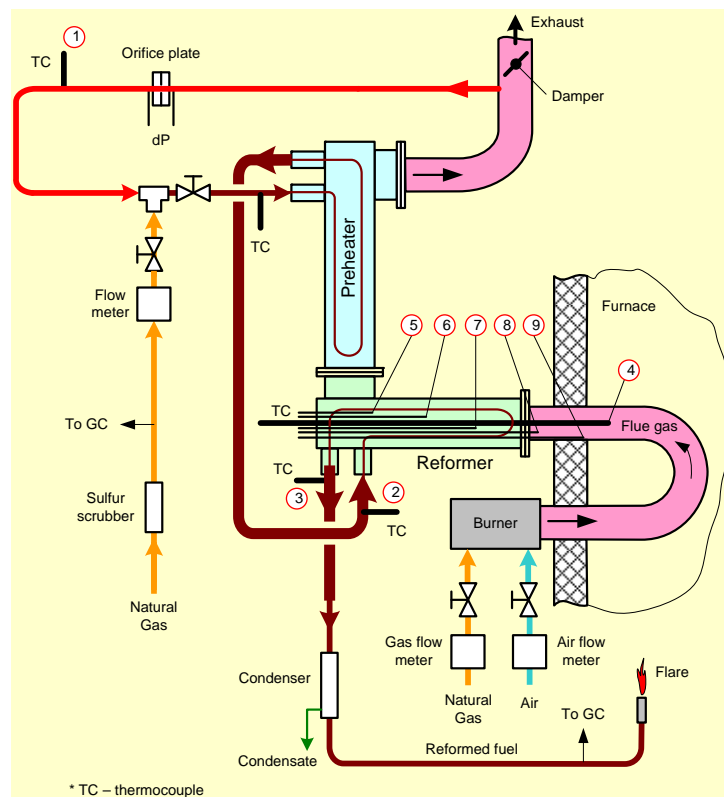 Exhaust
1
Orifice plate
TC
Damper
dP
TC
Preheater
Flow
meter
Furnace
5
6
7
8
9
4
To GC
TC
Flue gas
Reformer
3
2
Sulfur
scrubber
TC
TC
Burner
Natural
Gas
Gas flow
meter
Air flow
meter
Condenser
Flare
Natural
Gas
Air
To GC
Condensate
Reformed fuel
* TC – thermocouple